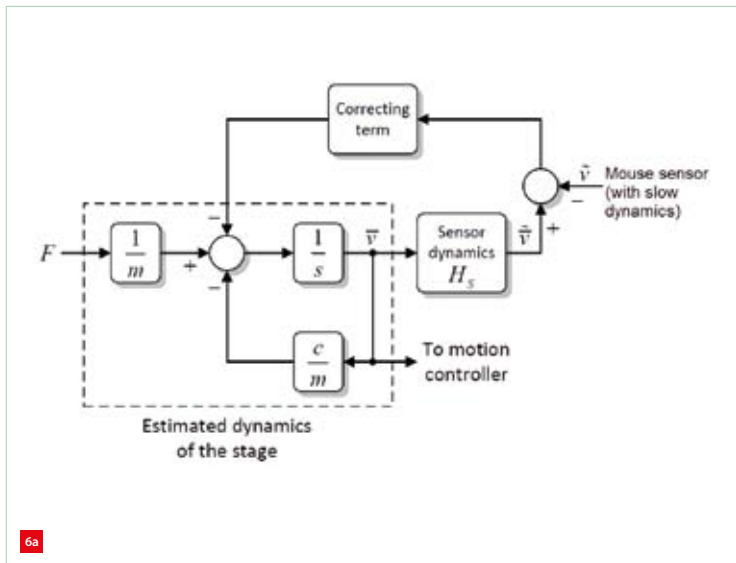 Correcting
term
ṽ Mouse sensor
(with slow
dynamics)
−
+
−
F
1
m
+
1
s
v̅
Sensor
dynamics
H_s
ṽ̅
−
c
m
To motion
controller
Estimated dynamics
of the stage
6a